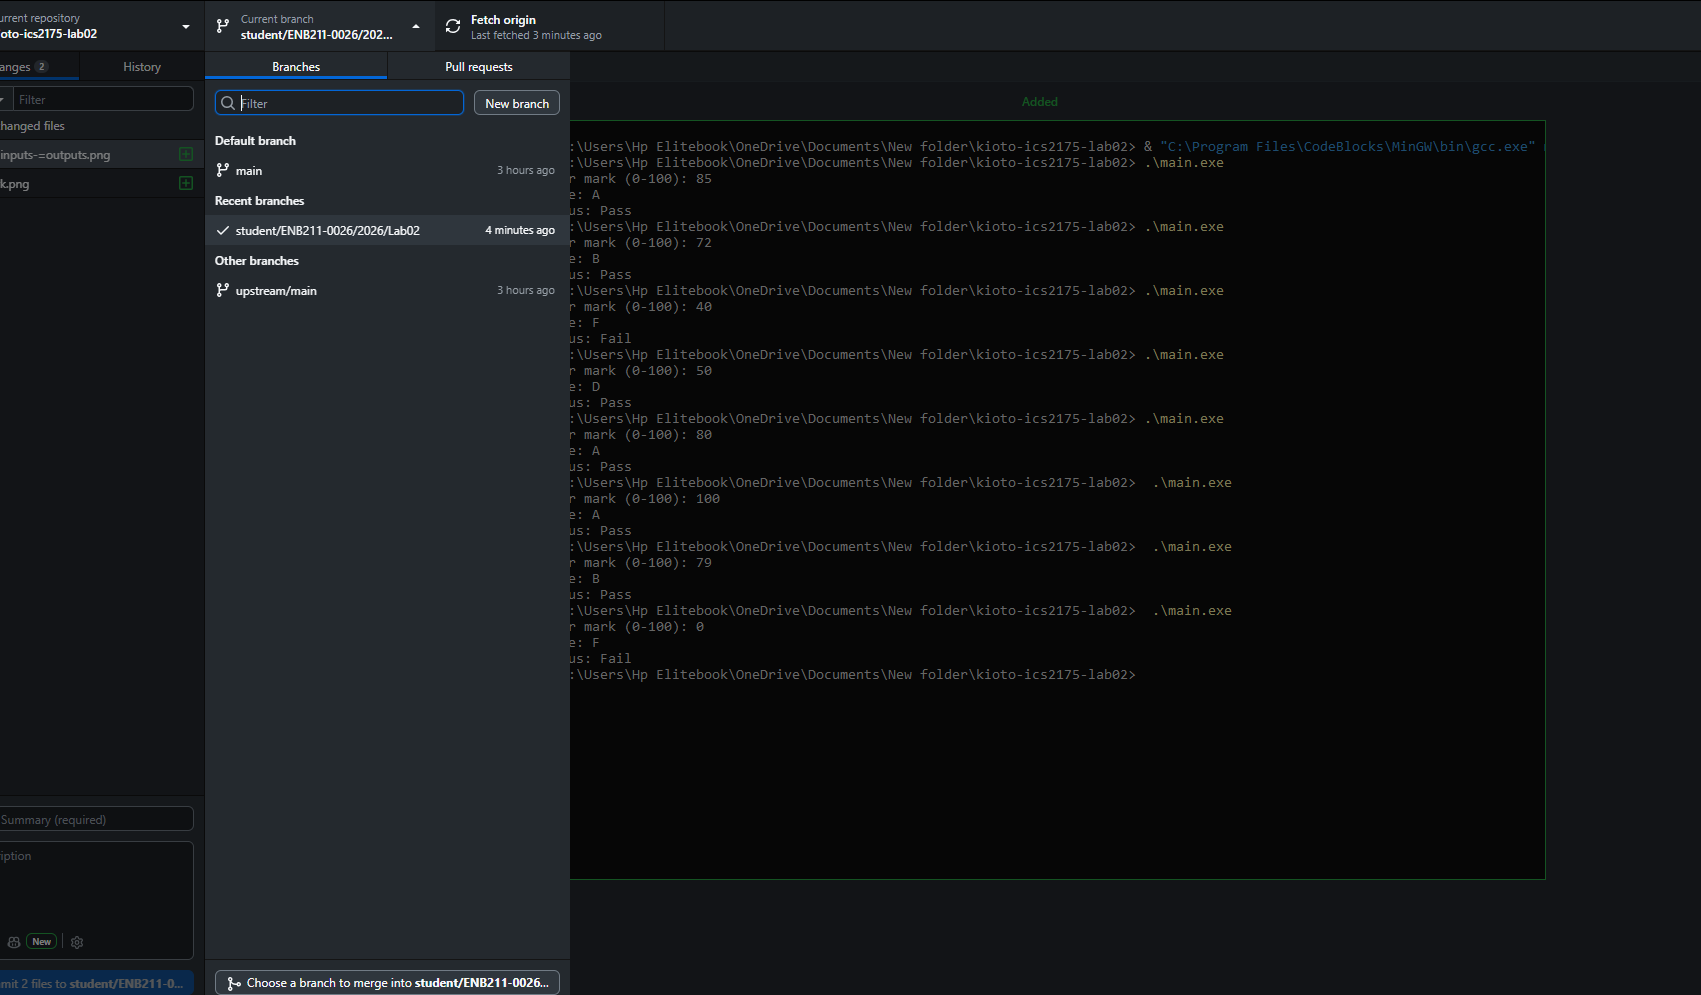 urrent repository
oto-ics2175-lab02
Current branch
student/ENB211-0026/202...
Fetch origin
Last fetched 3 minutes ago
anges 2
History
Filter
hanged files
inputs-=outputs.png
k.png
Branches
Pull requests
Filter
New branch
Default branch
main 3 hours ago
Recent branches
student/ENB211-0026/2026/Lab02 4 minutes ago
Other branches
upstream/main 3 hours ago
Added
:\Users\Hp Elitebook\OneDrive\Documents\New folder\kioto-ics2175-lab02> & "C:\Program Files\CodeBlocks\MinGW\bin\gcc.exe"
:\Users\Hp Elitebook\OneDrive\Documents\New folder\kioto-ics2175-lab02> .\main.exe
r mark (0-100): 85
e: A
us: Pass
:\Users\Hp Elitebook\OneDrive\Documents\New folder\kioto-ics2175-lab02> .\main.exe
r mark (0-100): 72
e: B
us: Pass
:\Users\Hp Elitebook\OneDrive\Documents\New folder\kioto-ics2175-lab02> .\main.exe
r mark (0-100): 40
e: F
us: Fail
:\Users\Hp Elitebook\OneDrive\Documents\New folder\kioto-ics2175-lab02> .\main.exe
r mark (0-100): 50
e: D
us: Pass
:\Users\Hp Elitebook\OneDrive\Documents\New folder\kioto-ics2175-lab02> .\main.exe
r mark (0-100): 80
e: A
us: Pass
:\Users\Hp Elitebook\OneDrive\Documents\New folder\kioto-ics2175-lab02>  .\main.exe
r mark (0-100): 100
e: A
us: Pass
:\Users\Hp Elitebook\OneDrive\Documents\New folder\kioto-ics2175-lab02>  .\main.exe
r mark (0-100): 79
e: B
us: Pass
:\Users\Hp Elitebook\OneDrive\Documents\New folder\kioto-ics2175-lab02>  .\main.exe
r mark (0-100): 0
e: F
us: Fail
:\Users\Hp Elitebook\OneDrive\Documents\New folder\kioto-ics2175-lab02>
Summary (required)
iption
New
mit 2 files to student/ENB211-0...
Choose a branch to merge into student/ENB211-0026...